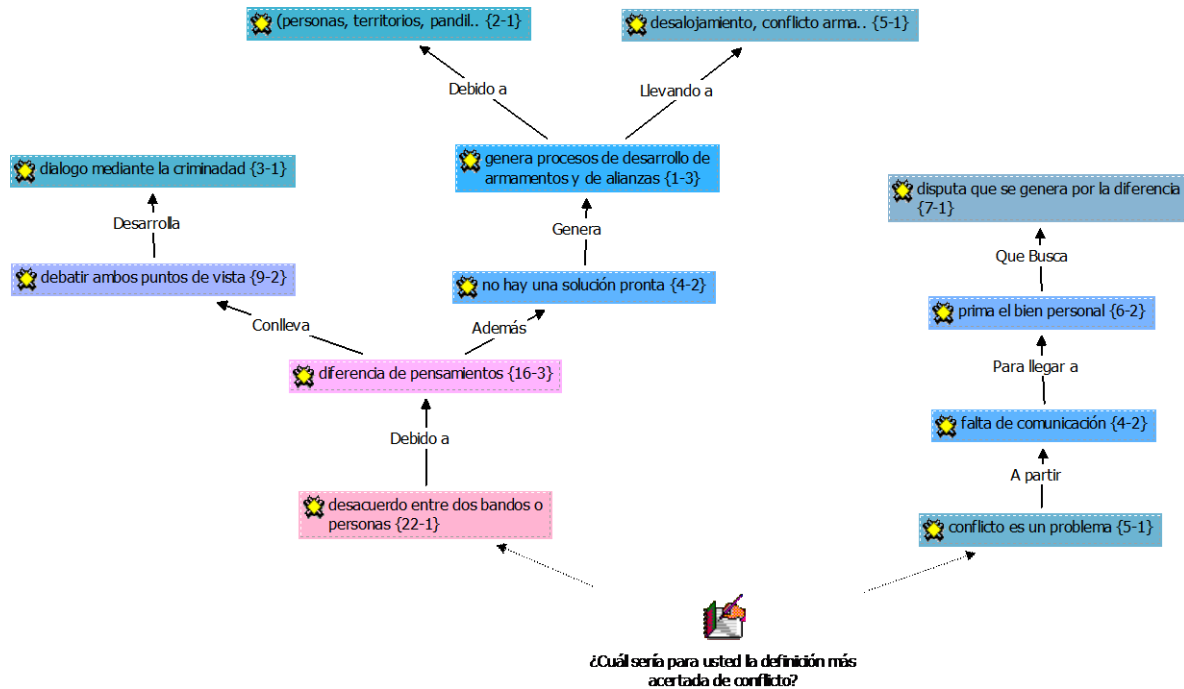 (personas, territorios, pandil.. {2-1}
desalojamiento, conflicto arma.. {5-1}
Debido a
Llevando a
dialogo mediante la criminadad {3-1}
genera procesos de desarrollo de
armamentos y de alianzas {1-3}
disputa que se genera por la diferencia
{7-1}
Desarrolla
Genera
Que Busca
debatir ambos puntos de vista {9-2}
no hay una solución pronta {4-2}
prima el bien personal {6-2}
Conlleva
Además
Para llegar a
diferencia de pensamientos {16-3}
falta de comunicación {4-2}
Debido a
A partir
desacuerdo entre dos bandos o
personas {22-1}
conflicto es un problema {5-1}
¿Cuál sería para usted la definición más
acertada de conflicto?